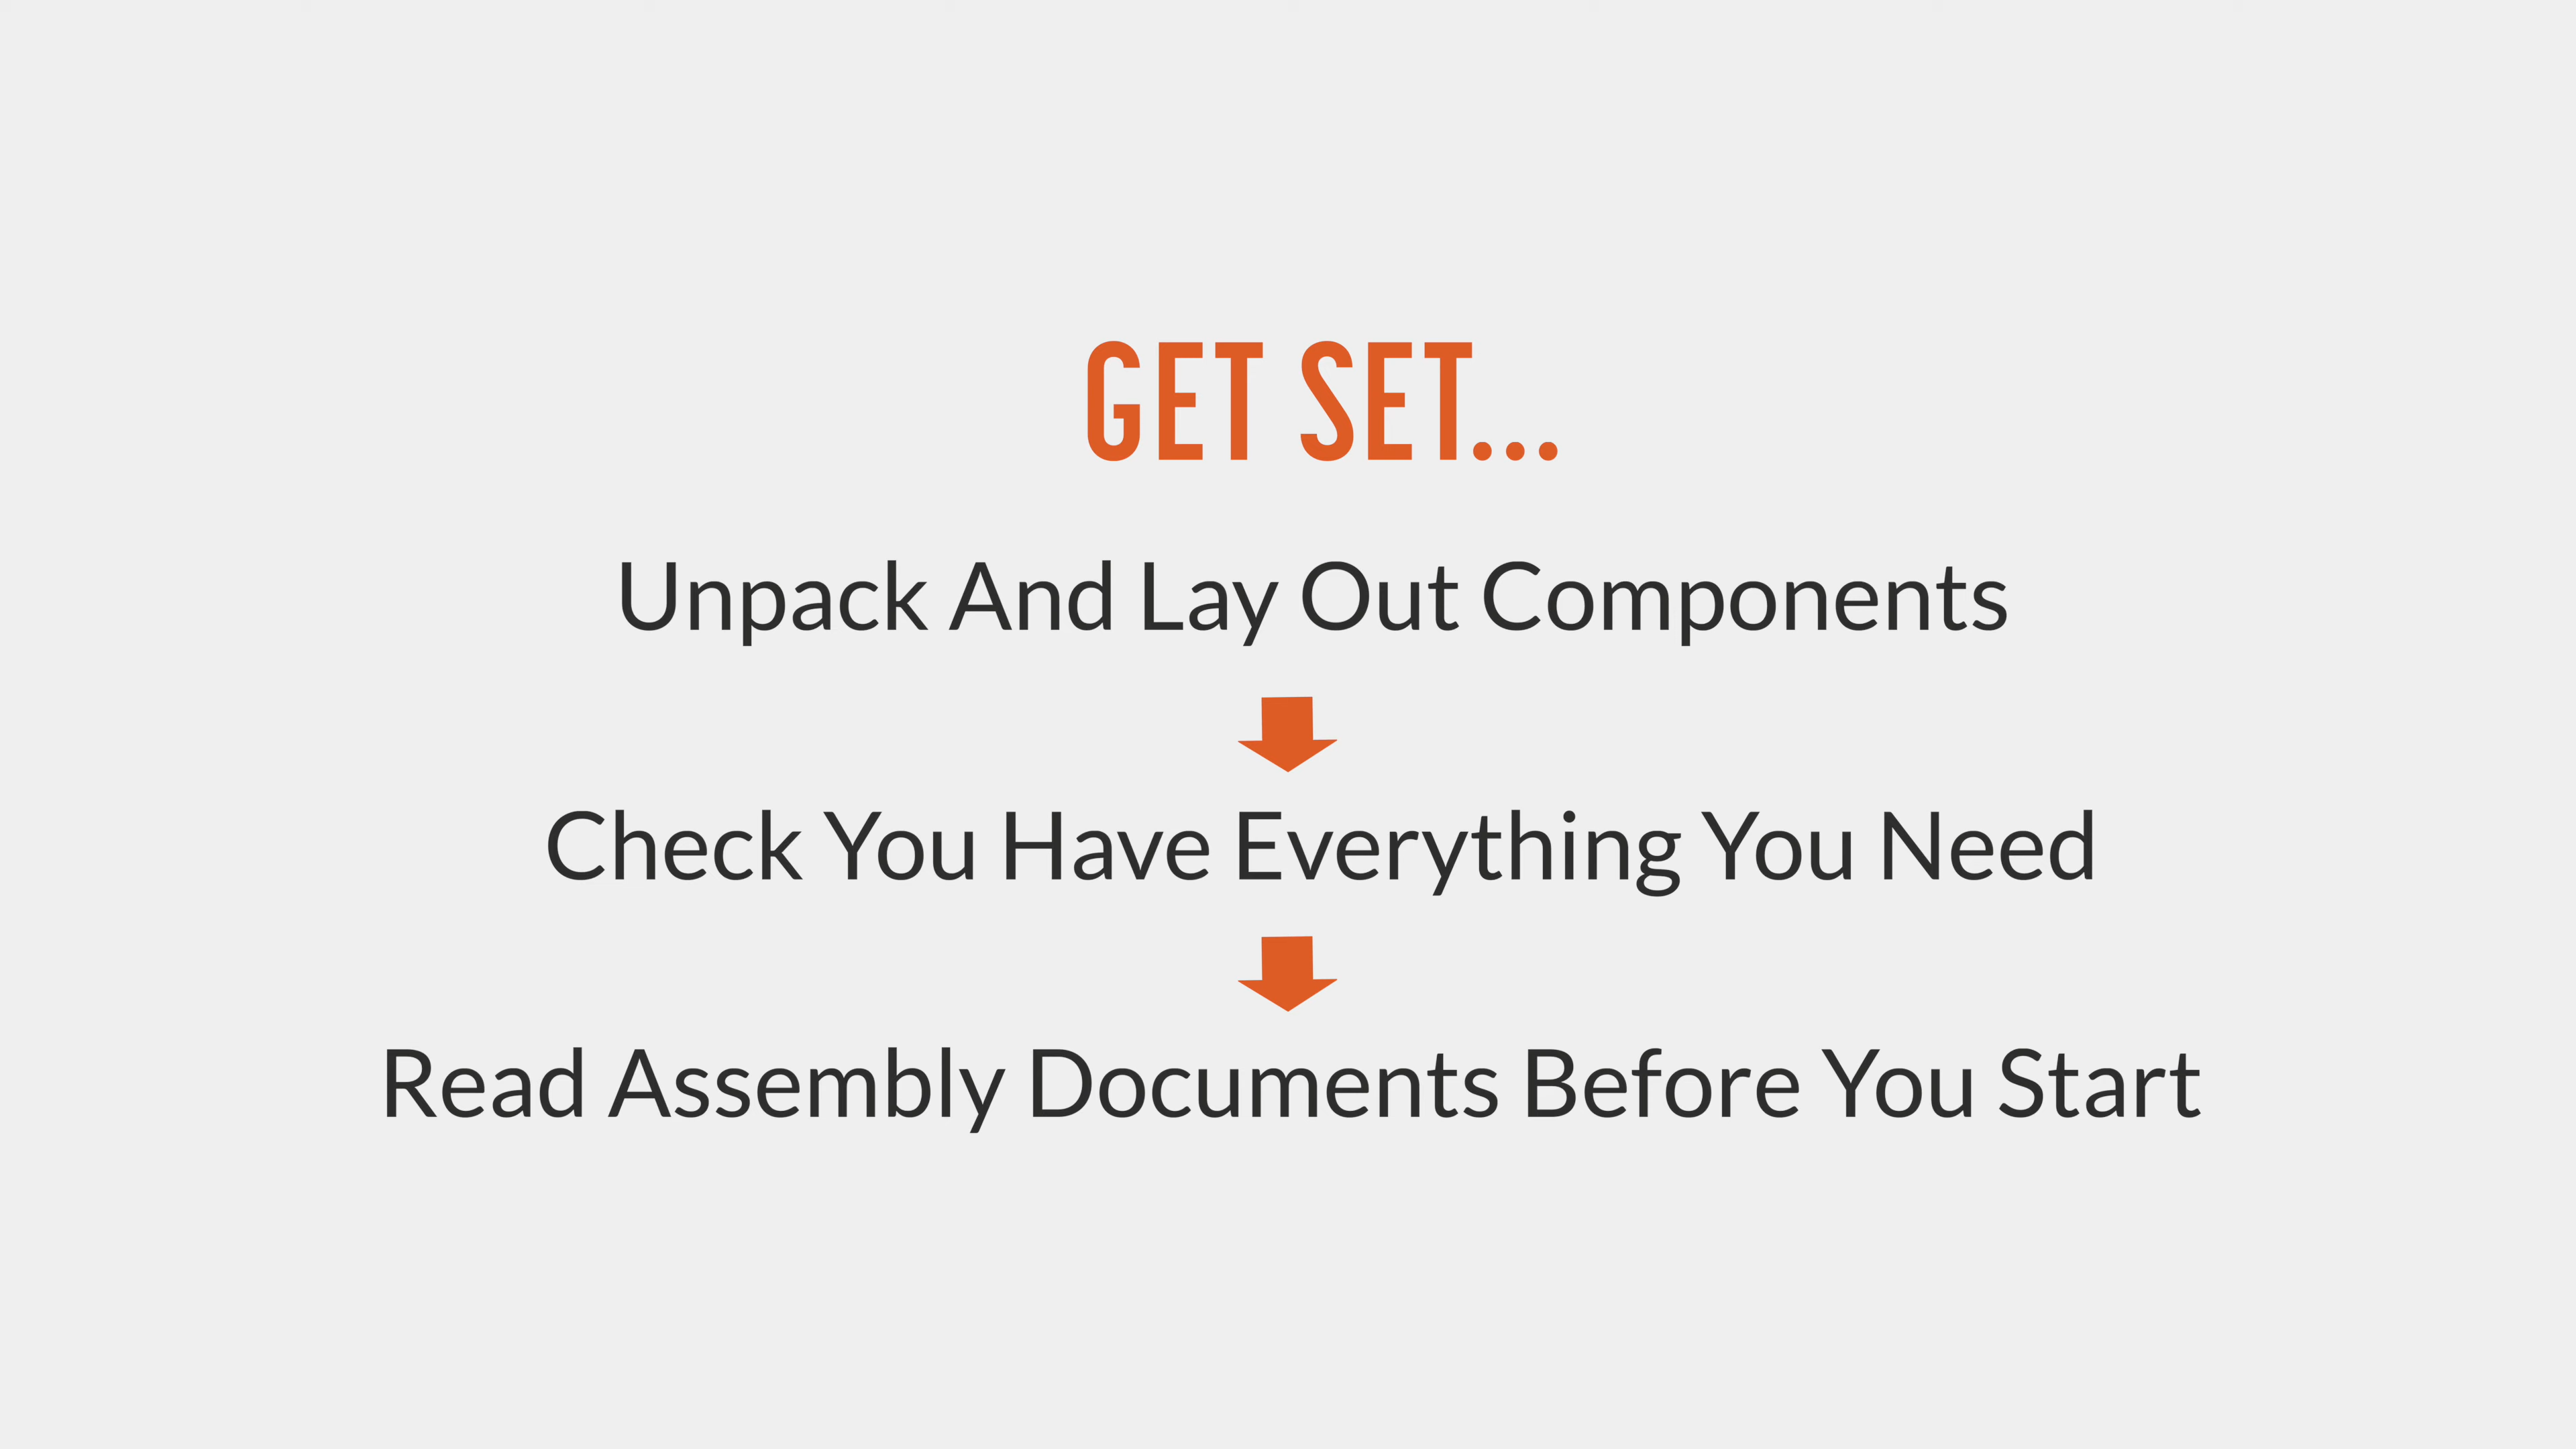 GET SET...
Unpack And Lay Out Components
Check You Have Everything You Need
Read Assembly Documents Before You Start